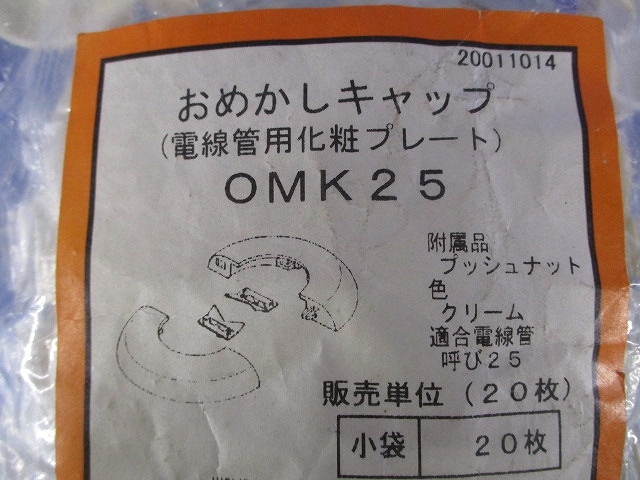 20011014
おめかしキャップ
(電線管用化粧プレート)
OMK25
附属品
プッシュナット
色
クリーム
適合電線管
呼び25
販売単位(20枚)
小袋 20枚